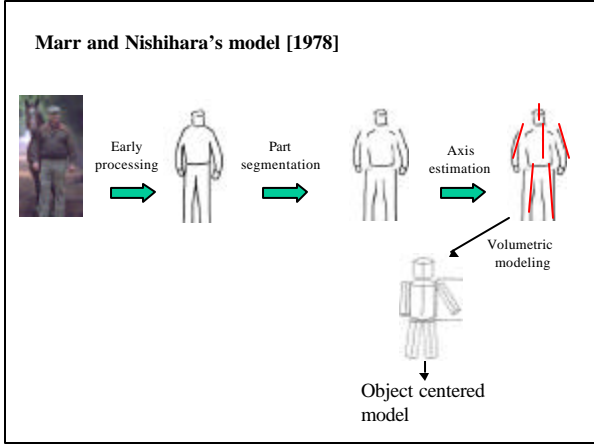 Marr and Nishihara's model [1978]
Early
processing
Part
segmentation
Axis
estimation
Volumetric
modeling
Object centered
model